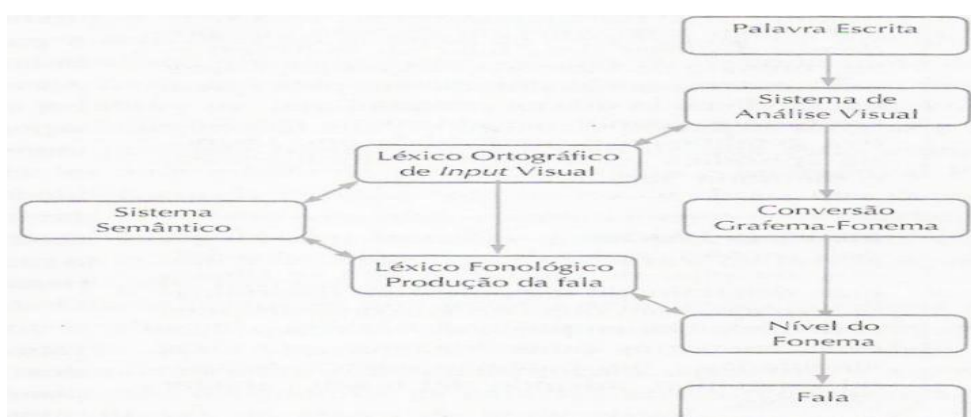 Palavra Escrita
Sistema de
Análise Visual
Léxico Ortográfico
de Input Visual
Sistema
Semântico
Conversão
Grafema-Fonema
Léxico Fonológico
Produção da fala
Nível do
Fonema
Fala